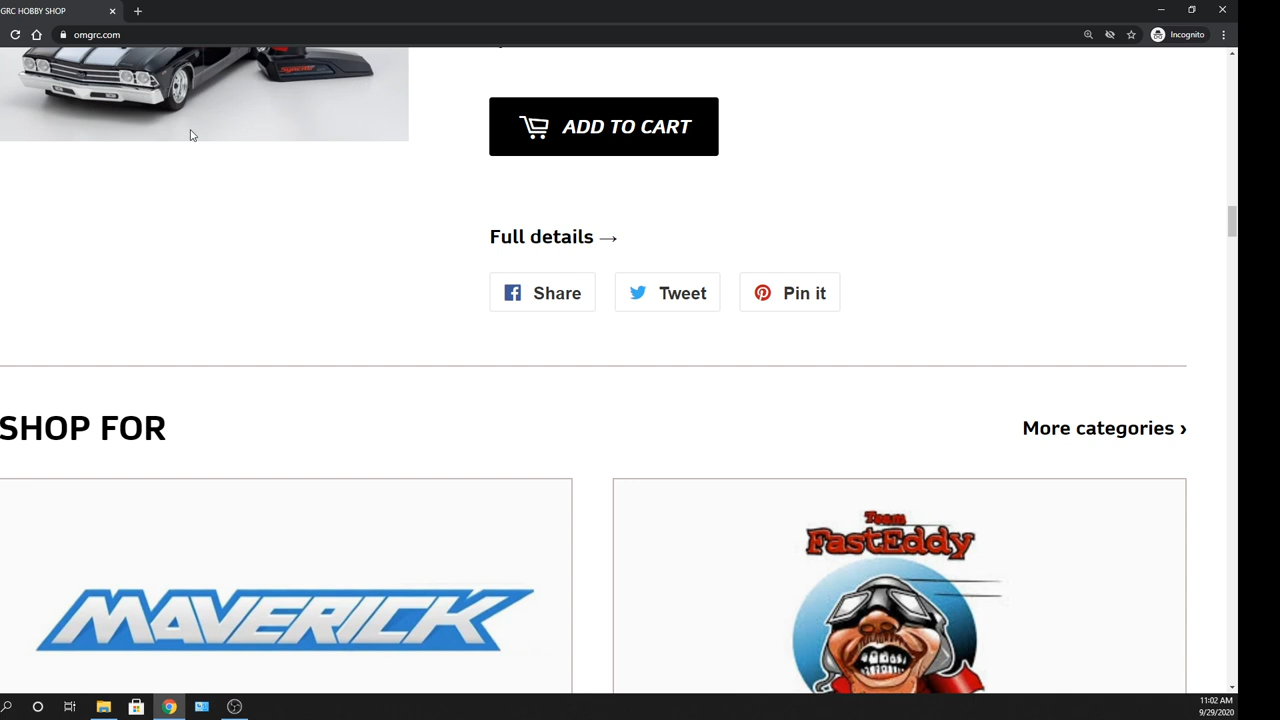 GRC HOBBY SHOP
omgrc.com
Incognito
ADD TO CART
Full details →
Share
Tweet
Pin it
SHOP FOR
More categories ›
MAVERICK
Team
FastEddy
11:02 AM
9/29/2020